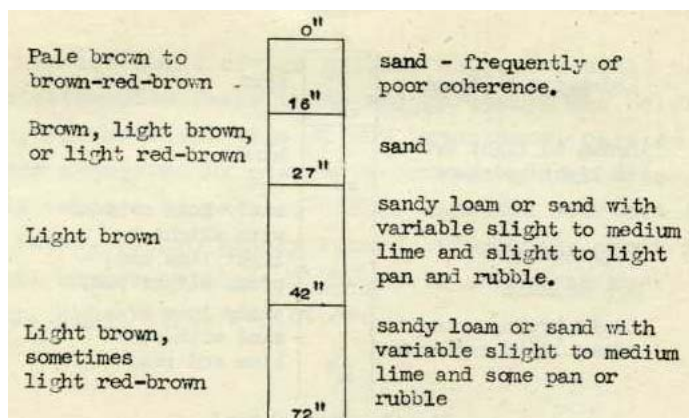 0"
Pale brown to
brown-red-brown
sand - frequently of
poor coherence.
16"
Brown, light brown,
or light red-brown
sand
27"
Light brown
sandy loam or sand with
variable slight to medium
lime and slight to light
pan and rubble.
42"
Light brown,
sometimes
light red-brown
sandy loam or sand with
variable slight to medium
lime and some pan or
rubble
72"